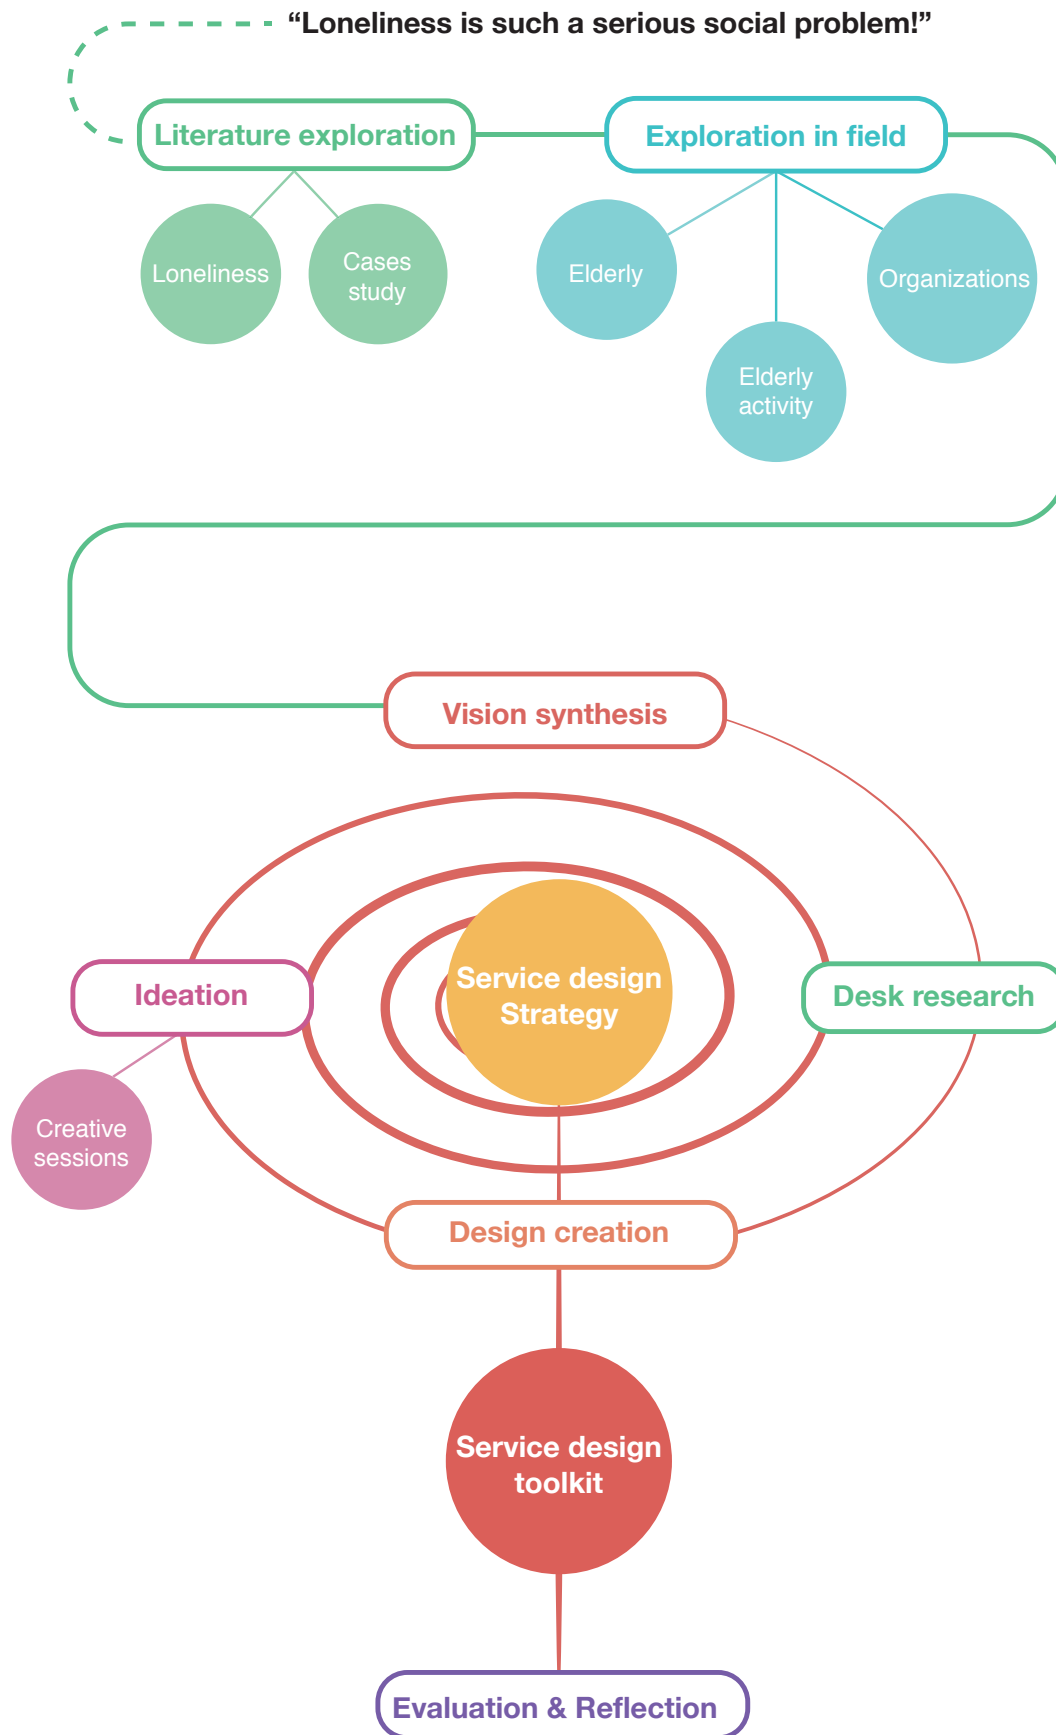 “Loneliness is such a serious social problem!”
Literature exploration
Exploration in field
Loneliness
Cases
study
Elderly
Organizations
Elderly
activity
Vision synthesis
Ideation
Service design
Strategy
Desk research
Creative
sessions
Design creation
Service design
toolkit
Evaluation & Reflection